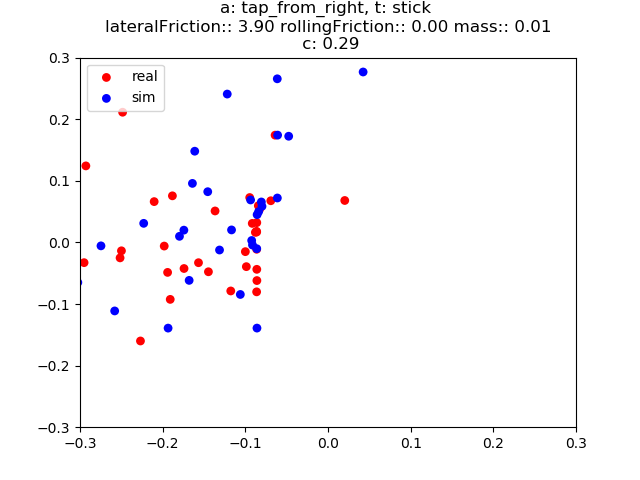 a: tap_from_right, t: stick
lateralFriction:: 3.90 rollingFriction:: 0.00 mass:: 0.01
c: 0.29
real
sim
0.3
0.2
0.1
0.0
−0.1
−0.2
−0.3
−0.3 −0.2 −0.1 0.0 0.1 0.2 0.3